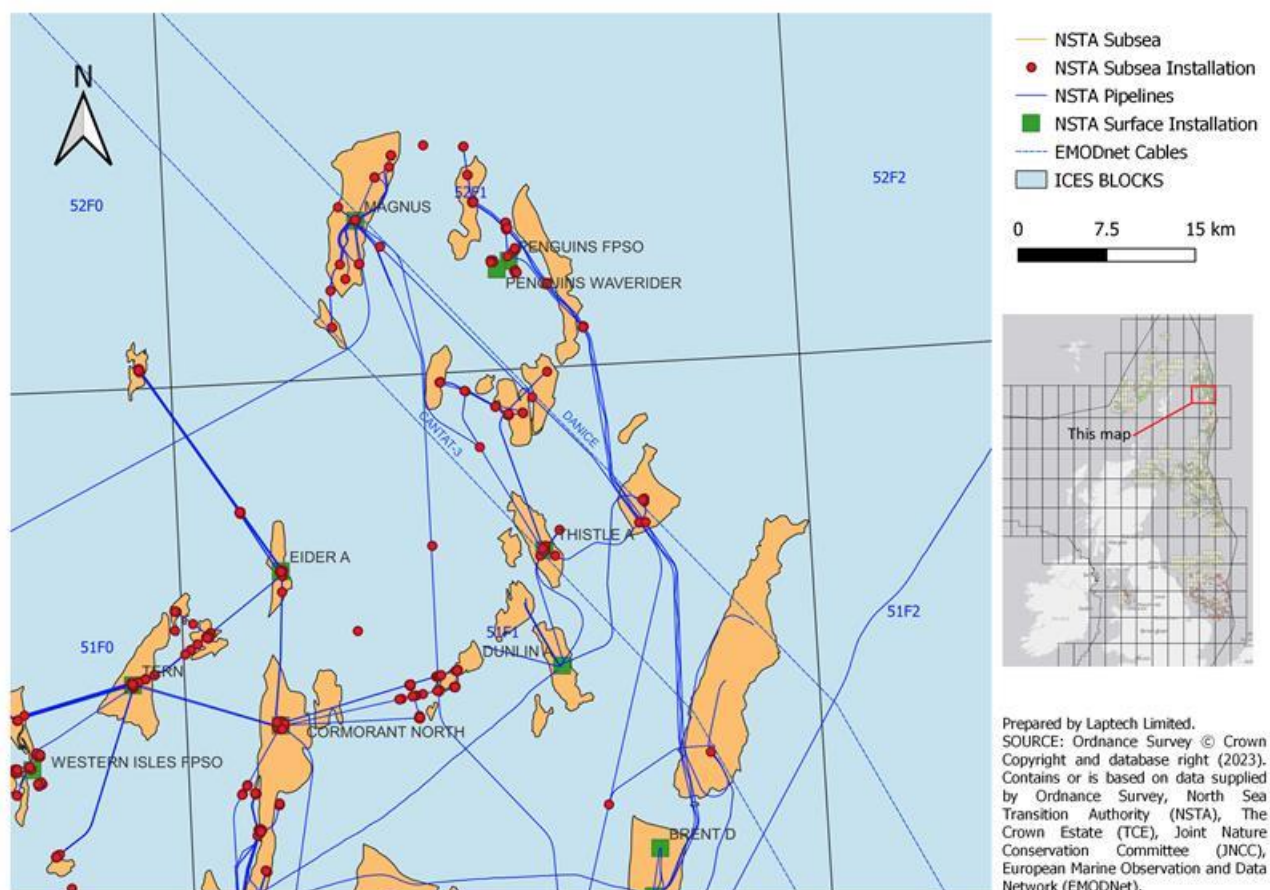 N
52F0
52F1
52F2
MAGNUS
PENGUINS FPSO
PENGUINS WAVERIDER
CANTAT-3
DANICE
THISTLE A
EIDER A
51F0
51F1
51F2
DUNLIN A
TERN
CORMORANT NORTH
WESTERN ISLES FPSO
BRENT D
NSTA Subsea
NSTA Subsea Installation
NSTA Pipelines
NSTA Surface Installation
EMODnet Cables
ICES BLOCKS
0 7.5 15 km
This map
Prepared by Laptech Limited.
SOURCE: Ordnance Survey © Crown
Copyright and database right (2023).
Contains or is based on data supplied
by Ordnance Survey, North Sea
Transition Authority (NSTA), The
Crown Estate (TCE), Joint Nature
Conservation Committee (JNCC),
European Marine Observation and Data
Network (EMODNet).